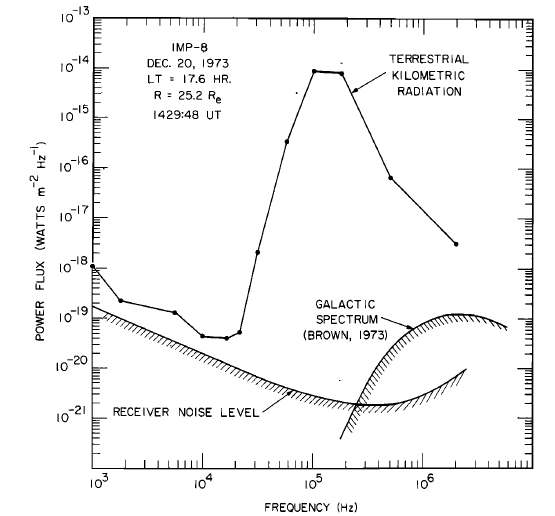 10^-13
10^-14
10^-15
10^-16
10^-17
10^-18
10^-19
10^-20
10^-21
POWER FLUX (WATTS m^-2 Hz^-1)
IMP-8
DEC. 20, 1973
LT = 17.6 HR.
R = 25.2 Re
1429:48 UT
TERRESTRIAL
KILOMETRIC
RADIATION
GALACTIC
SPECTRUM
(BROWN, 1973)
RECEIVER NOISE LEVEL
10^3 10^4 10^5 10^6
FREQUENCY (Hz)